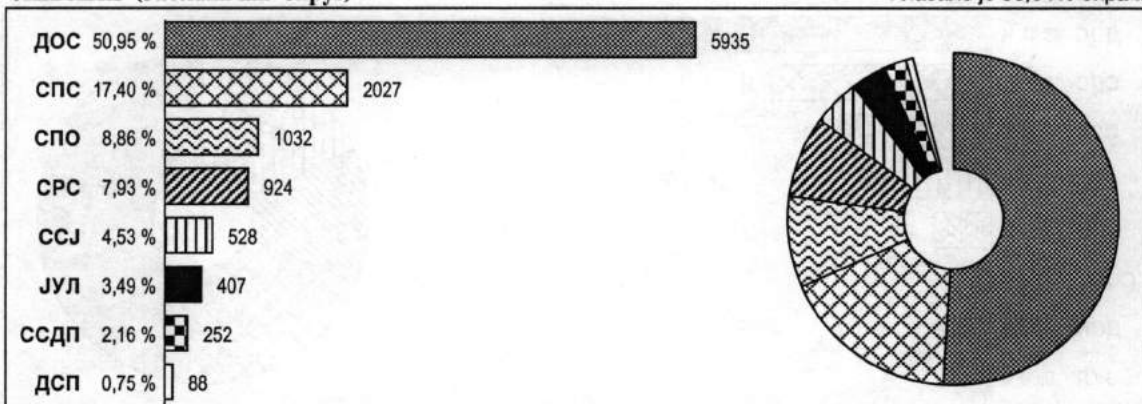 ДОС 50,95 % 5935
СПС 17,40 % 2027
СПО 8,86 % 1032
СРС 7,93 % 924
ССЈ 4,53 % 528
ЈУЛ 3,49 % 407
ССДП 2,16 % 252
ДСП 0,75 % 88